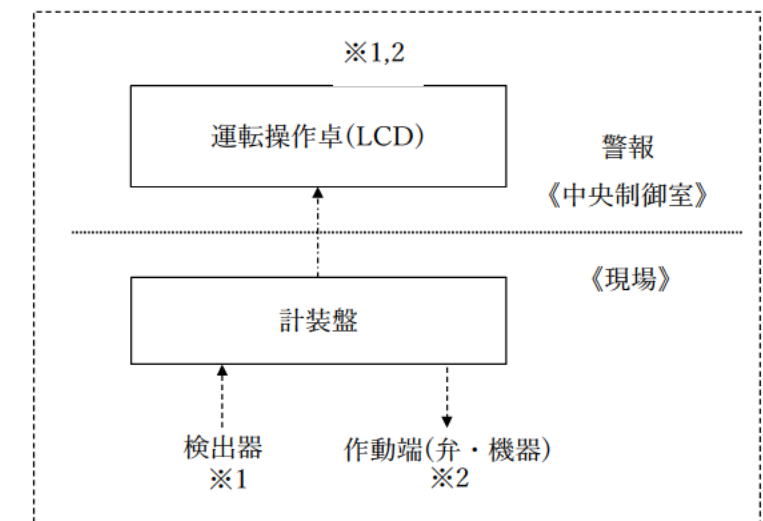 ※1,2
運転操作卓(LCD)
警報
《中央制御室》
《現場》
計装盤
検出器
※1
作動端(弁・機器)
※2